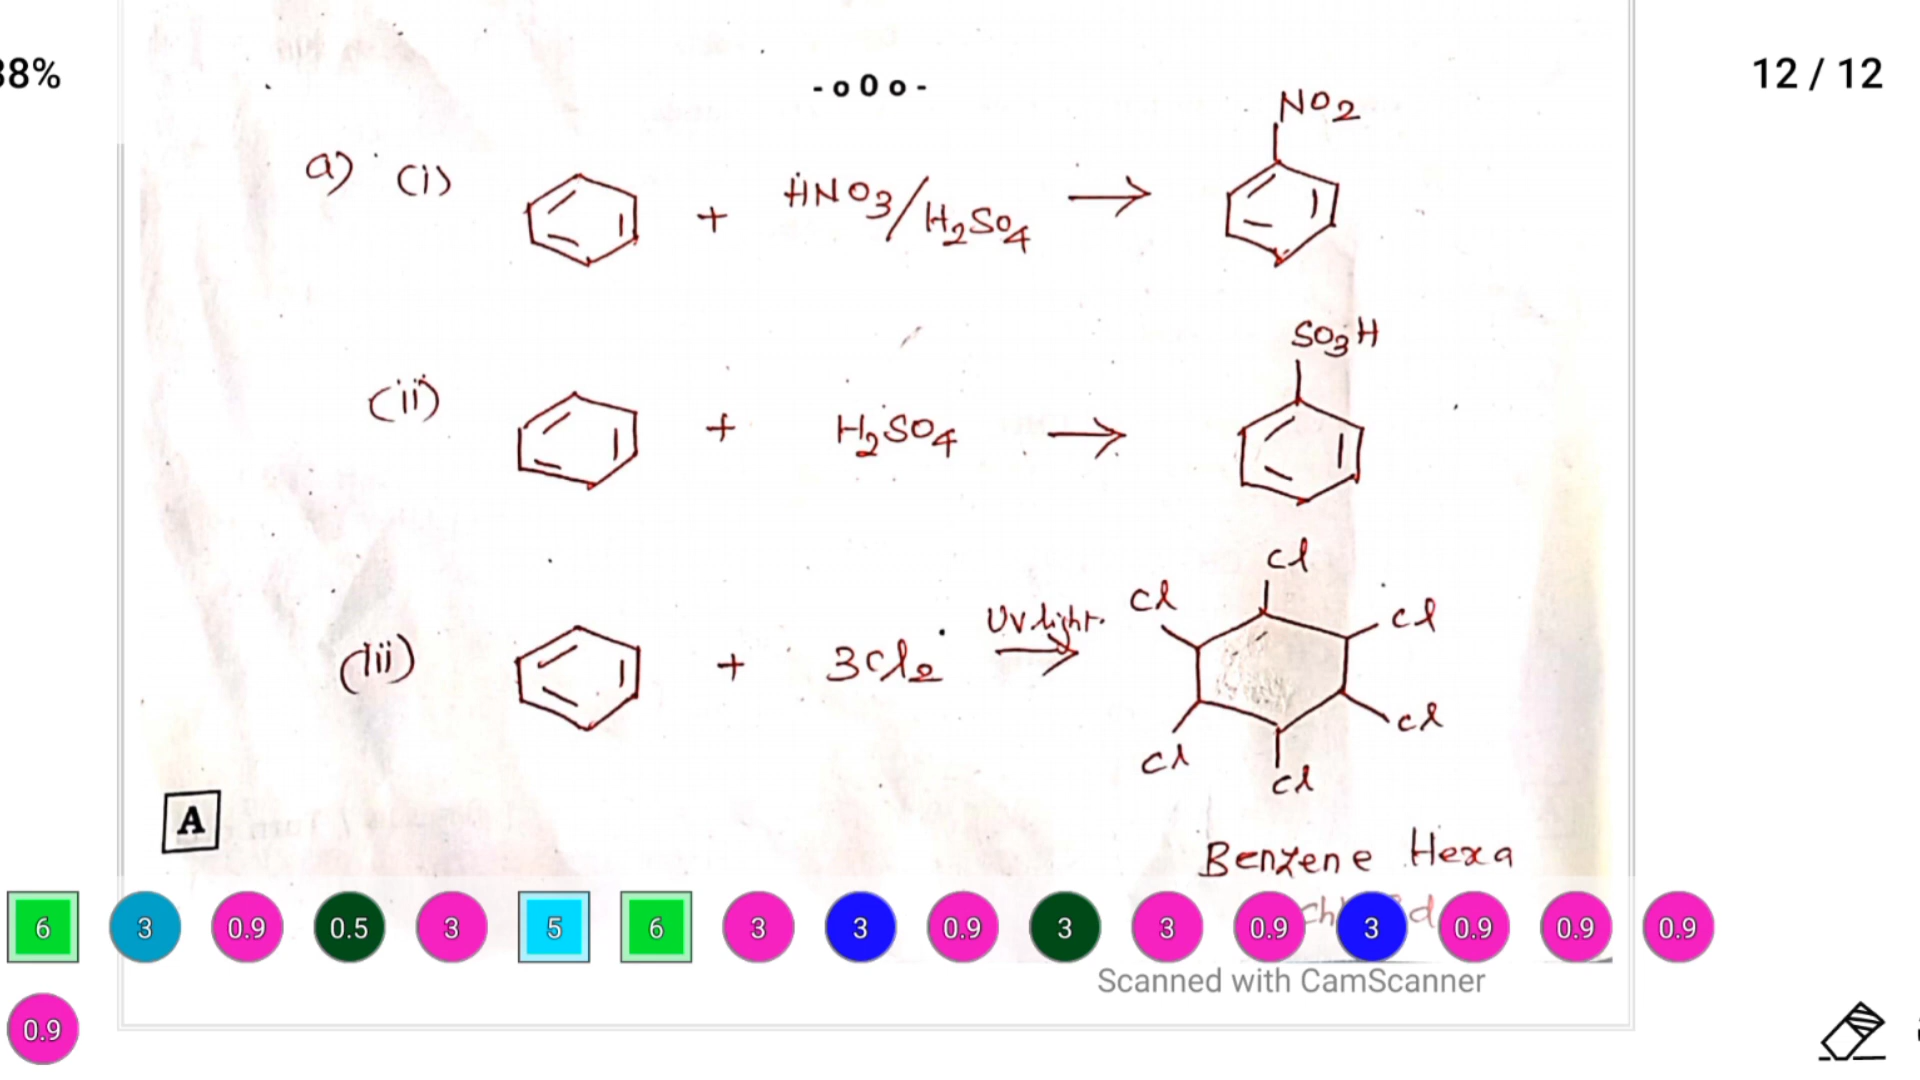 38%
12 / 12
- o 0 o -
a) (i) + HNO3/H2SO4 → NO2
(ii) + H2SO4 → SO3H
(iii) + 3Cl2 UV light → Cl Cl Cl Cl Cl Cl
A
Benzene Hexa
6 3 0.9 0.5 3 5 6 3 3 0.9 3 3 0.9 3 0.9 0.9 0.9
Scanned with CamScanner
0.9